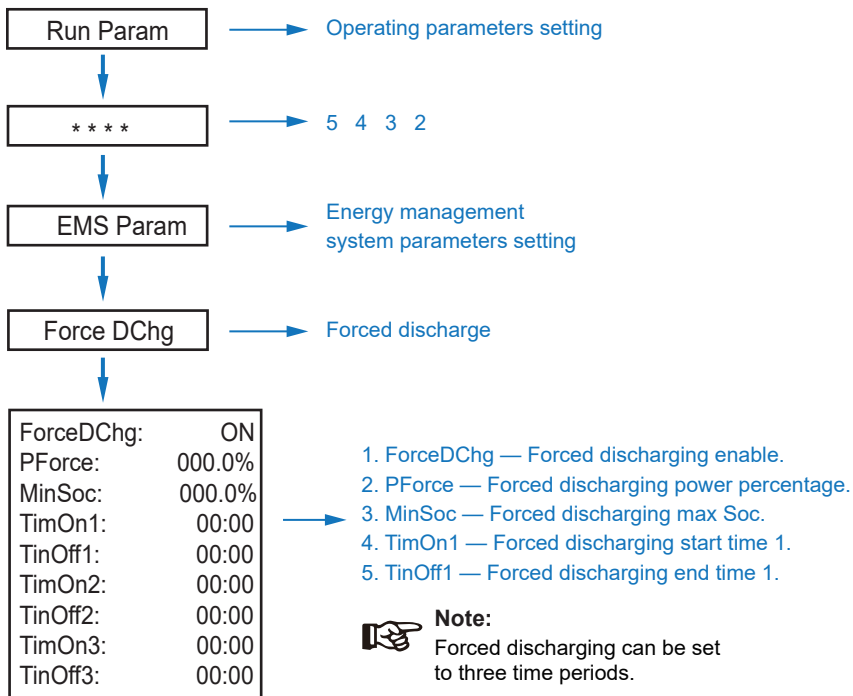 Run Param
Operating parameters setting
* * * *
5 4 3 2
EMS Param
Energy management
system parameters setting
Force DChg
Forced discharge
ForceDChg: ON
PForce: 000.0%
MinSoc: 000.0%
TimOn1: 00:00
TinOff1: 00:00
TimOn2: 00:00
TinOff2: 00:00
TimOn3: 00:00
TinOff3: 00:00
1. ForceDChg — Forced discharging enable.
2. PForce — Forced discharging power percentage.
3. MinSoc — Forced discharging max Soc.
4. TimOn1 — Forced discharging start time 1.
5. TinOff1 — Forced discharging end time 1.
Note:
Forced discharging can be set
to three time periods.